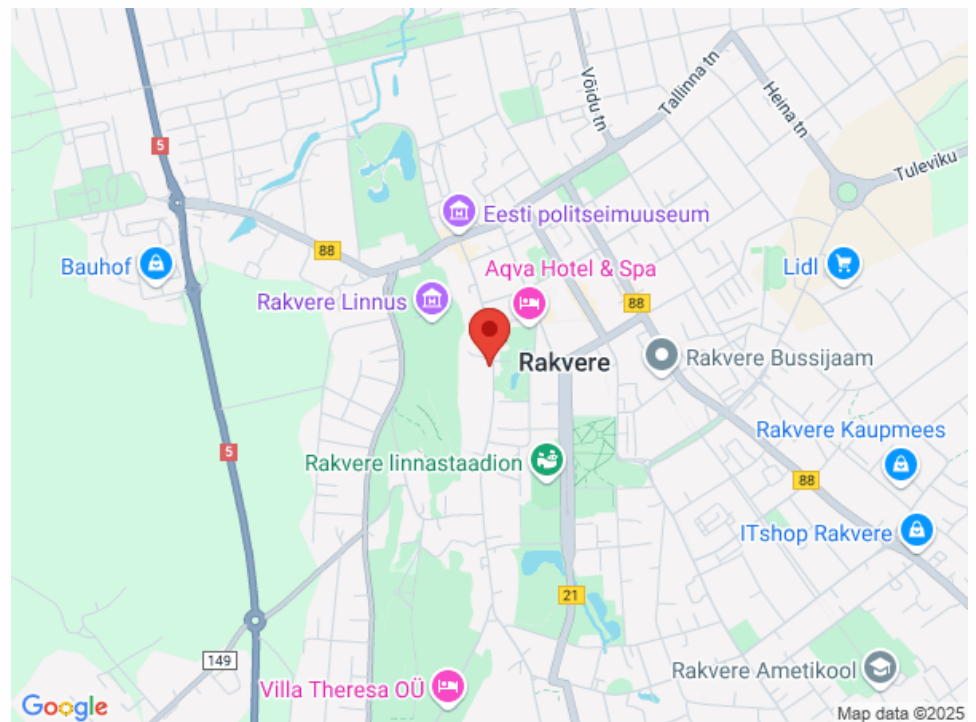 Võidu tn
Tallinna tn
Heina tn
Tuleviku
5
Eesti politseimuuseum
88
Bauhof
Aqva Hotel & Spa
Lidl
Rakvere Linnus
88
Rakvere
Rakvere Bussijaam
Rakvere Kaupmees
5
Rakvere linnastaadion
88
ITshop Rakvere
21
149
Rakvere Ametikool
Villa Theresa OÜ
Google
Map data ©2025